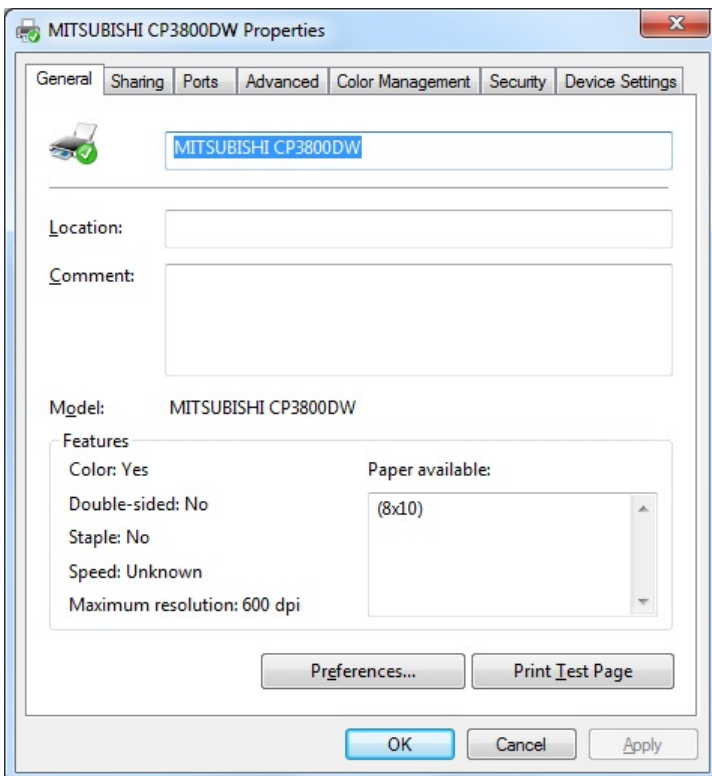 MITSUBISHI CP3800DW Properties
General Sharing Ports Advanced Color Management Security Device Settings
MITSUBISHI CP3800DW
Location:
Comment:
Model: MITSUBISHI CP3800DW
Features
Color: Yes Paper available:
Double-sided: No (8x10)
Staple: No
Speed: Unknown
Maximum resolution: 600 dpi
Preferences... Print Test Page
OK Cancel Apply